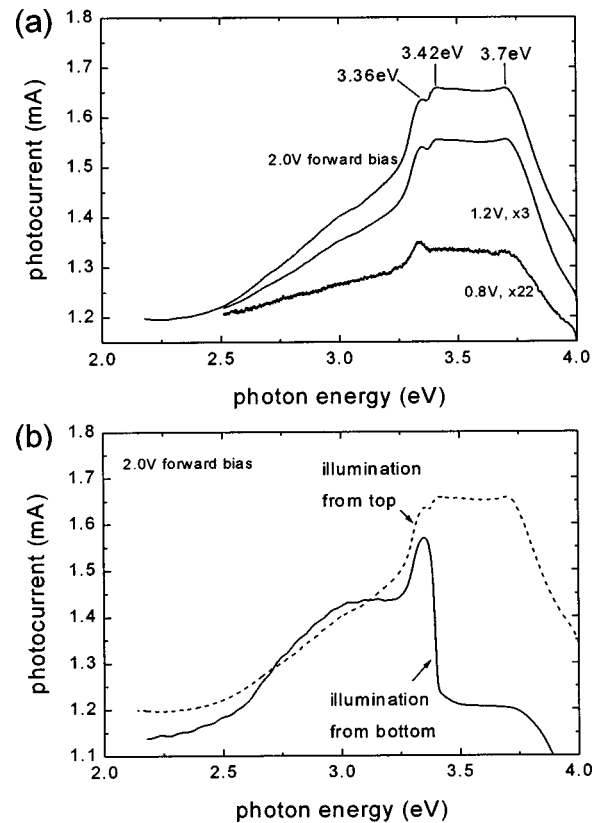 (a)
3.42eV
3.7eV
3.36eV
2.0V forward bias
1.2V, x3
0.8V, x22
photocurrent (mA)
1.8
1.7
1.6
1.5
1.4
1.3
1.2
2.0
2.5
3.0
3.5
4.0
photon energy (eV)
(b)
2.0V forward bias
illumination
from top
illumination
from bottom
photocurrent (mA)
1.8
1.7
1.6
1.5
1.4
1.3
1.2
1.1
2.0
2.5
3.0
3.5
4.0
photon energy (eV)